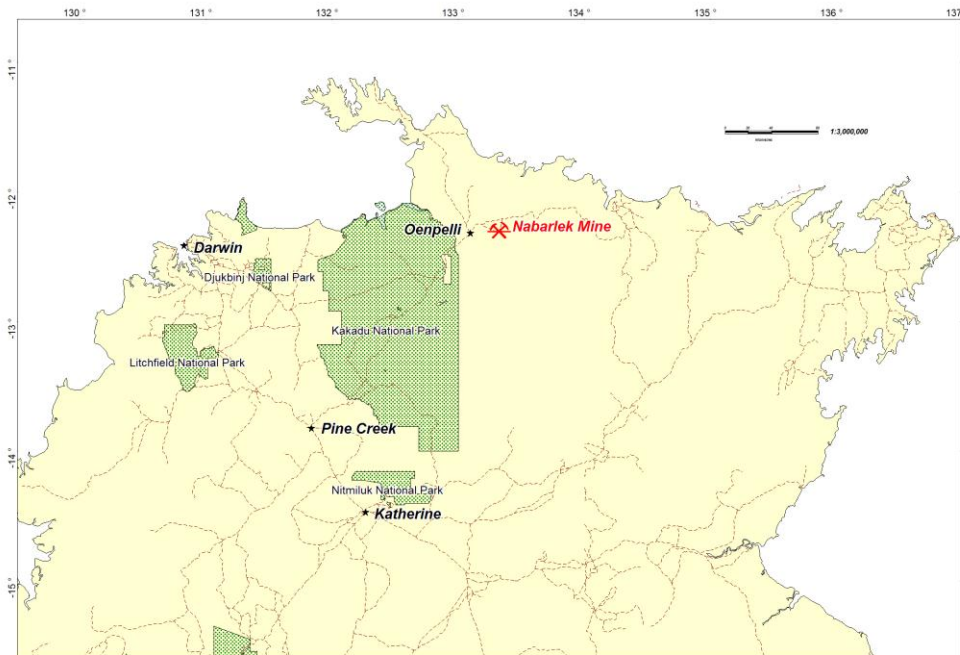 130 °
131 °
132 °
133 °
134 °
135 °
136 °
137
-11°
-12°
-13°
-14°
-15°
1:3,000,000
Oenpelli
Nabarlek Mine
Darwin
Djukbinj National Park
Kakadu National Park
Litchfield National Park
Pine Creek
Nitmiluk National Park
Katherine